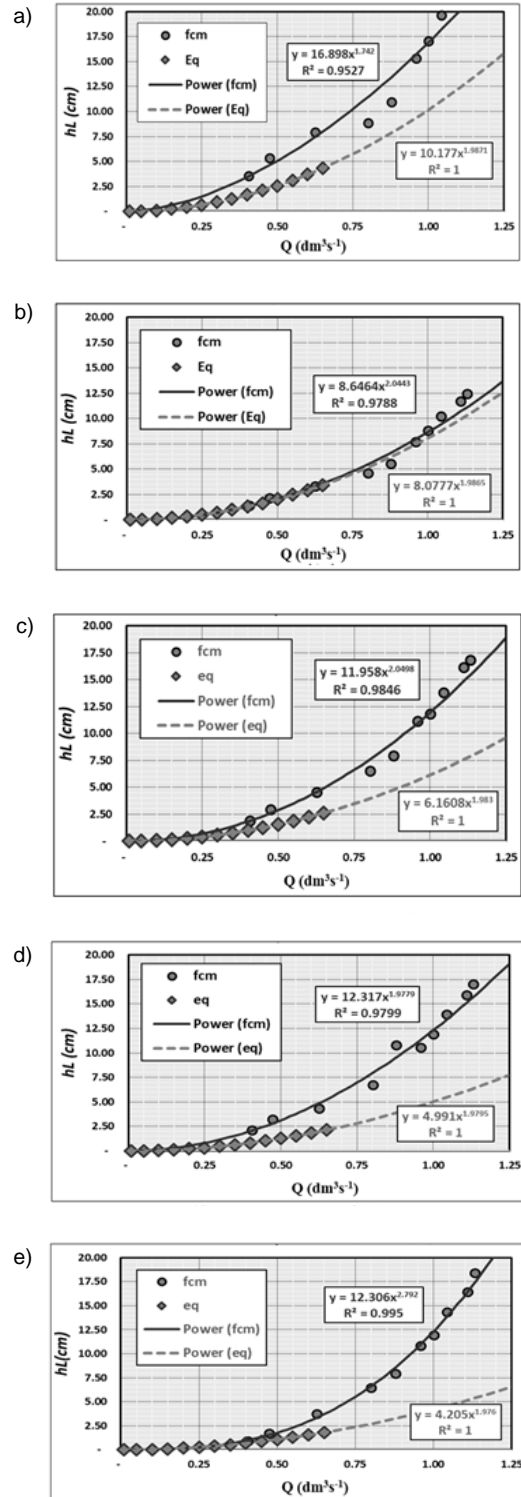 a)
20.00
17.50
15.00
12.50
10.00
7.50
5.00
2.50
-
hL (cm)
fcm
Eq
Power (fcm)
Power (Eq)
y = 16.898x^1.742
R² = 0.9527
y = 10.177x^1.9871
R² = 1
- 0.25 0.50 0.75 1.00 1.25
Q (dm³s⁻¹)
b)
20.00
17.50
15.00
12.50
10.00
7.50
5.00
2.50
-
hL (cm)
fcm
Eq
Power (fcm)
Power (Eq)
y = 8.6464x^2.0443
R² = 0.9788
y = 8.0777x^1.9865
R² = 1
- 0.25 0.50 0.75 1.00 1.25
c)
20.00
17.50
15.00
12.50
10.00
7.50
5.00
2.50
-
hL (cm)
fcm
eq
Power (fcm)
Power (eq)
y = 11.958x^2.0498
R² = 0.9846
y = 6.1608x^1.983
R² = 1
- 0.25 0.50 0.75 1.00 1.25
Q (dm³s⁻¹)
d)
20.00
17.50
15.00
12.50
10.00
7.50
5.00
2.50
-
hL (cm)
fcm
eq
Power (fcm)
Power (eq)
y = 12.317x^1.9779
R² = 0.9799
y = 4.991x^1.9795
R² = 1
- 0.25 0.50 0.75 1.00 1.25
Q (dm³s⁻¹)
e)
20.00
17.50
15.00
12.50
10.00
7.50
5.00
2.50
-
hL(cm)
fcm
eq
Power (fcm)
Power (eq)
y = 12.306x^2.792
R² = 0.995
y = 4.205x^1.976
R² = 1
- 0.25 0.50 0.75 1.00 1.25
Q (dm³s⁻¹)